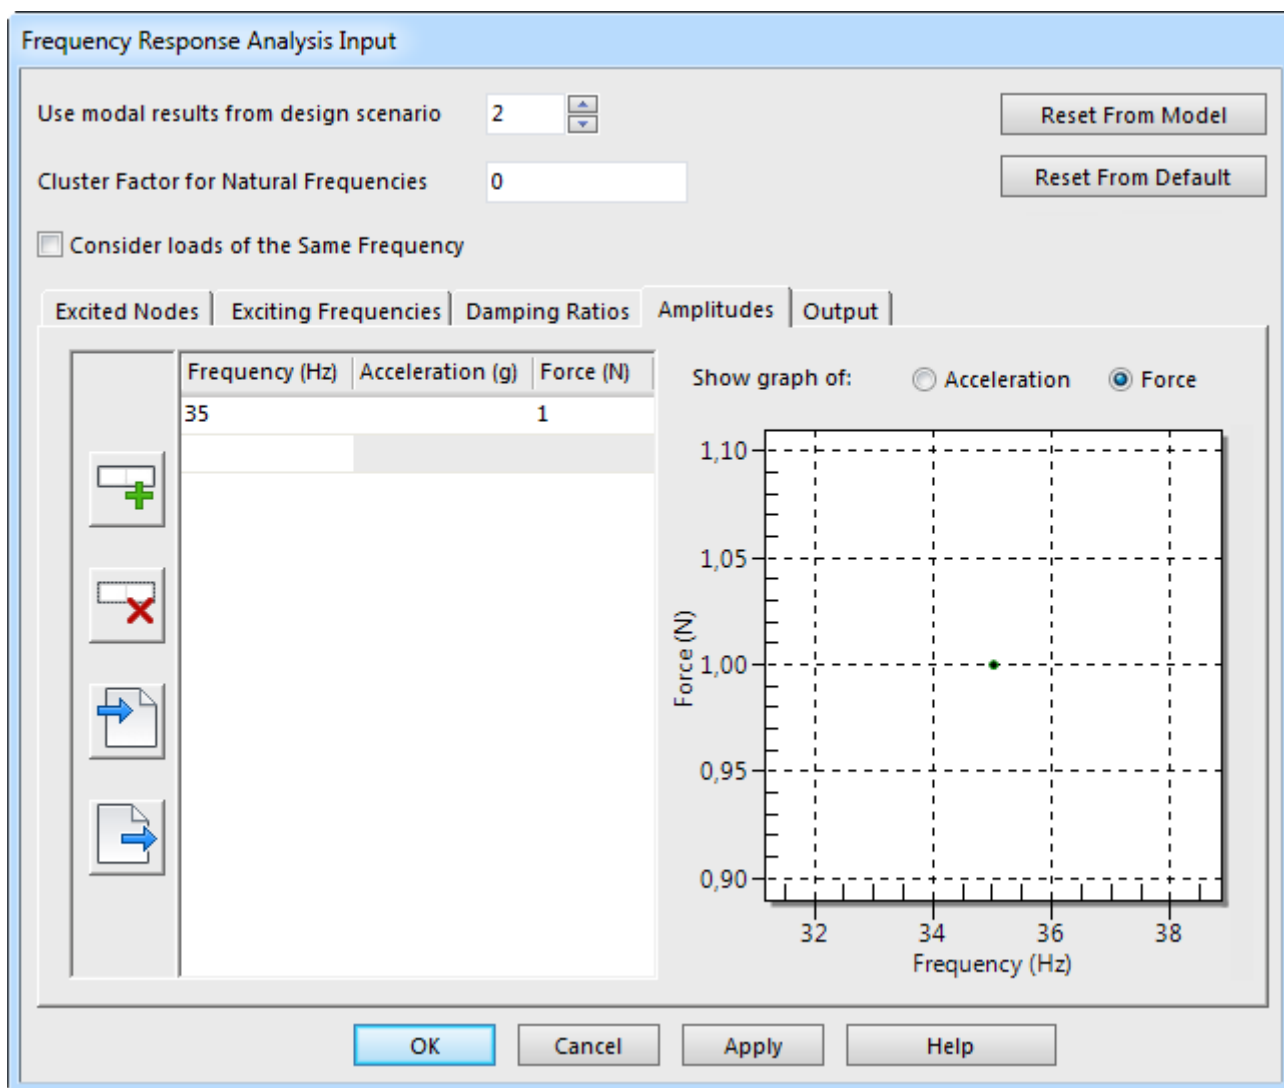 Frequency Response Analysis Input
Use modal results from design scenario 2 Reset From Model
Cluster Factor for Natural Frequencies 0 Reset From Default
Consider loads of the Same Frequency
Excited Nodes Exciting Frequencies Damping Ratios Amplitudes Output
Frequency (Hz) Acceleration (g) Force (N)
35 1
Show graph of: Acceleration Force
1,10
1,05
1,00
0,95
0,90
Force (N)
32 34 36 38
Frequency (Hz)
OK Cancel Apply Help